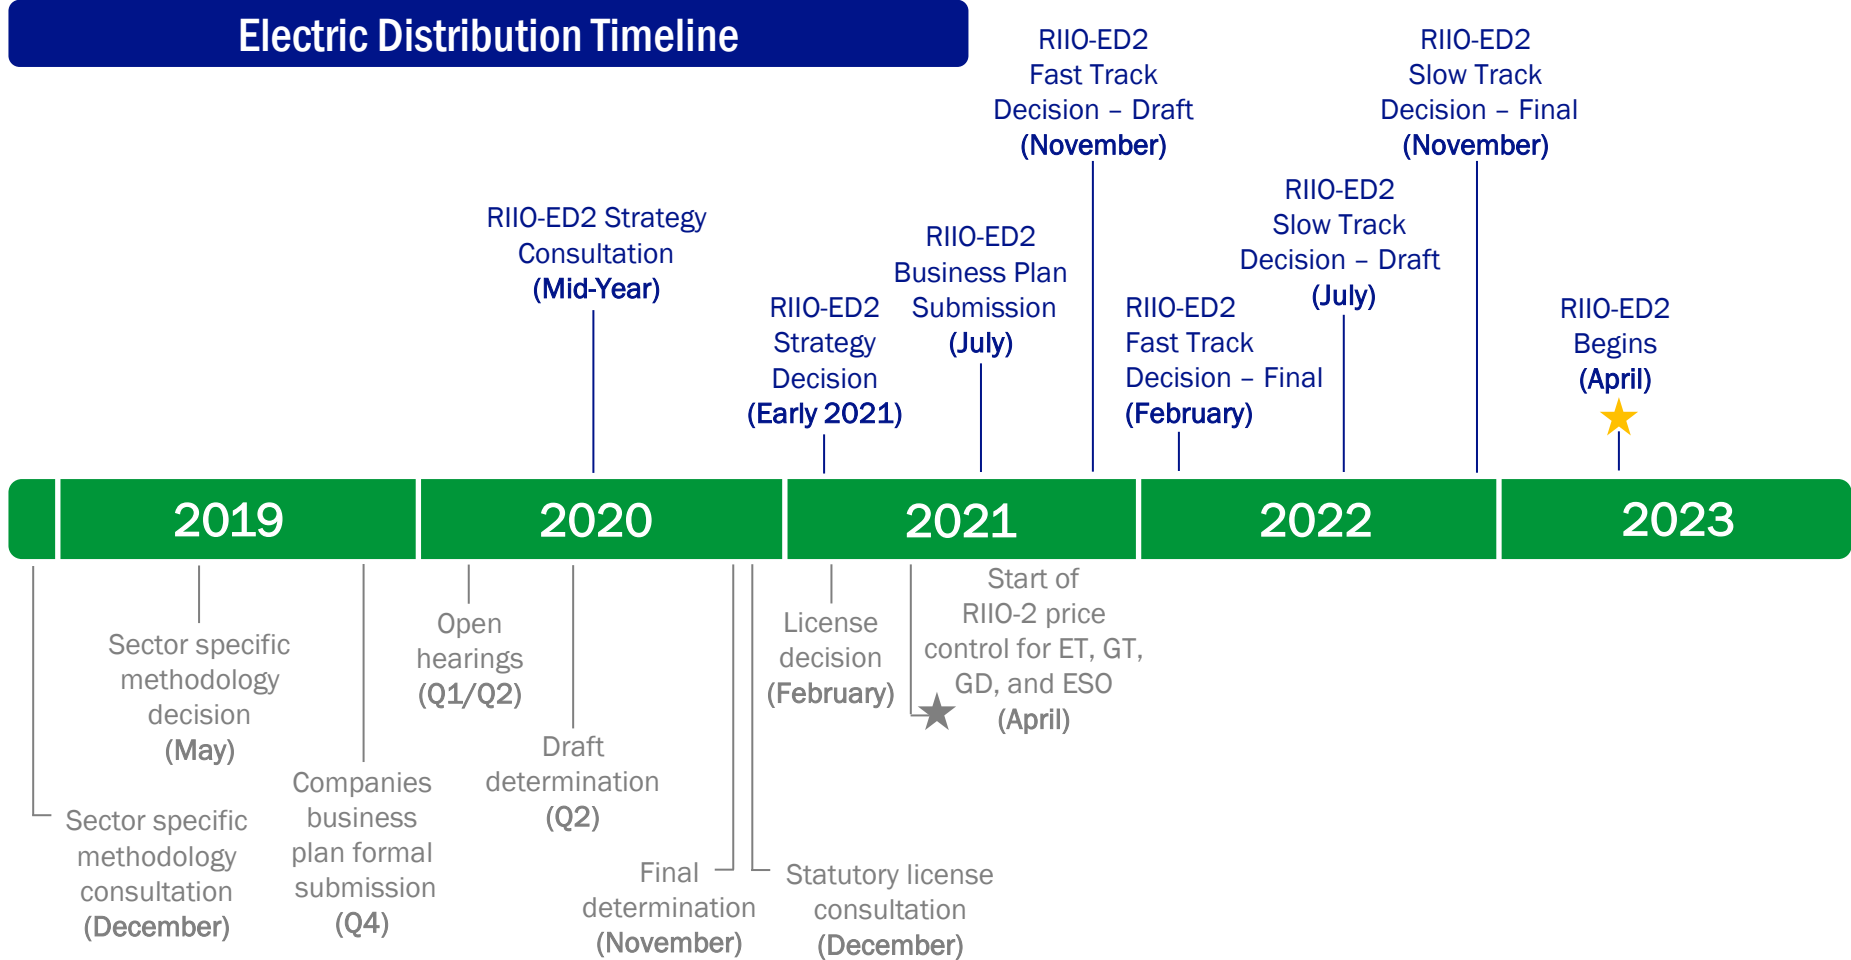 Electric Distribution Timeline
RIIO-ED2 Strategy
Consultation
(Mid-Year)
RIIO-ED2
Strategy
Decision
(Early 2021)
RIIO-ED2
Business Plan
Submission
(July)
RIIO-ED2
Fast Track
Decision – Draft
(November)
RIIO-ED2
Fast Track
Decision – Final
(February)
RIIO-ED2
Slow Track
Decision – Draft
(July)
RIIO-ED2
Slow Track
Decision – Final
(November)
RIIO-ED2
Begins
(April)
2019
2020
2021
2022
2023
Sector specific
methodology
consultation
(December)
Sector specific
methodology
decision
(May)
Companies
business
plan formal
submission
(Q4)
Open
hearings
(Q1/Q2)
Draft
determination
(Q2)
Final
determination
(November)
Statutory license
consultation
(December)
License
decision
(February)
Start of
RIIO-2 price
control for ET, GT,
GD, and ESO
(April)